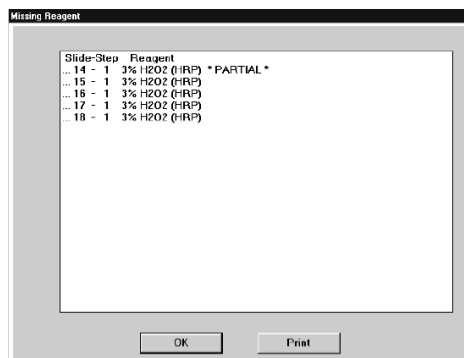 Missing Reagent
Slide-Step Reagent
... 14 - 1 3% H2O2 (HRP) * PARTIAL *
... 15 - 1 3% H2O2 (HRP)
... 16 - 1 3% H2O2 (HRP)
... 17 - 1 3% H2O2 (HRP)
... 18 - 1 3% H2O2 (HRP)
OK Print